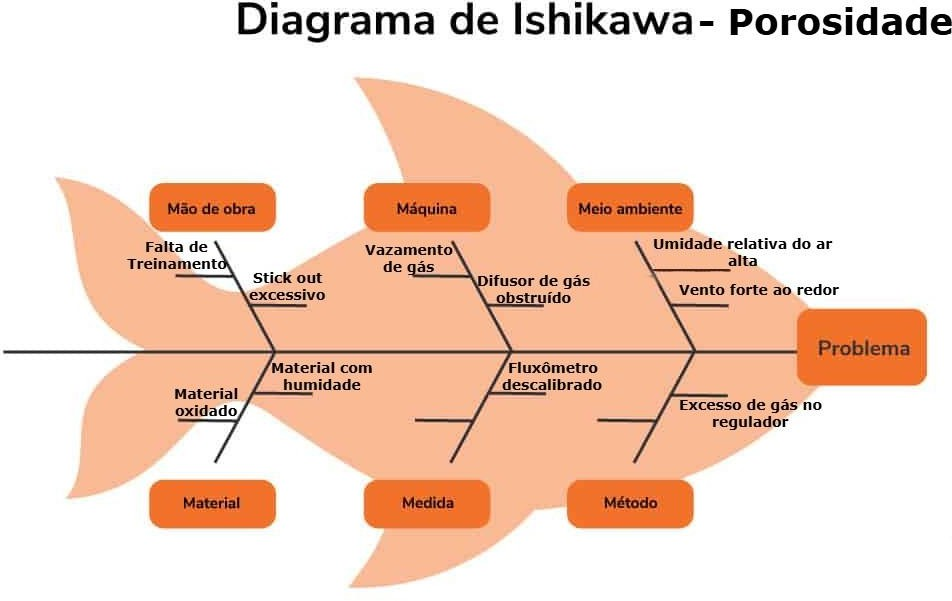 Diagrama de Ishikawa - Porosidade
Mão de obra
Máquina
Meio ambiente
Falta de
Treinamento
Stick out
excessivo
Vazamento
de gás
Difusor de gás
obstruído
Umidade relativa do ar
alta
Vento forte ao redor
Problema
Material com
humidade
Material
oxidado
Fluxômetro
descalibrado
Excesso de gás no
regulador
Material
Medida
Método